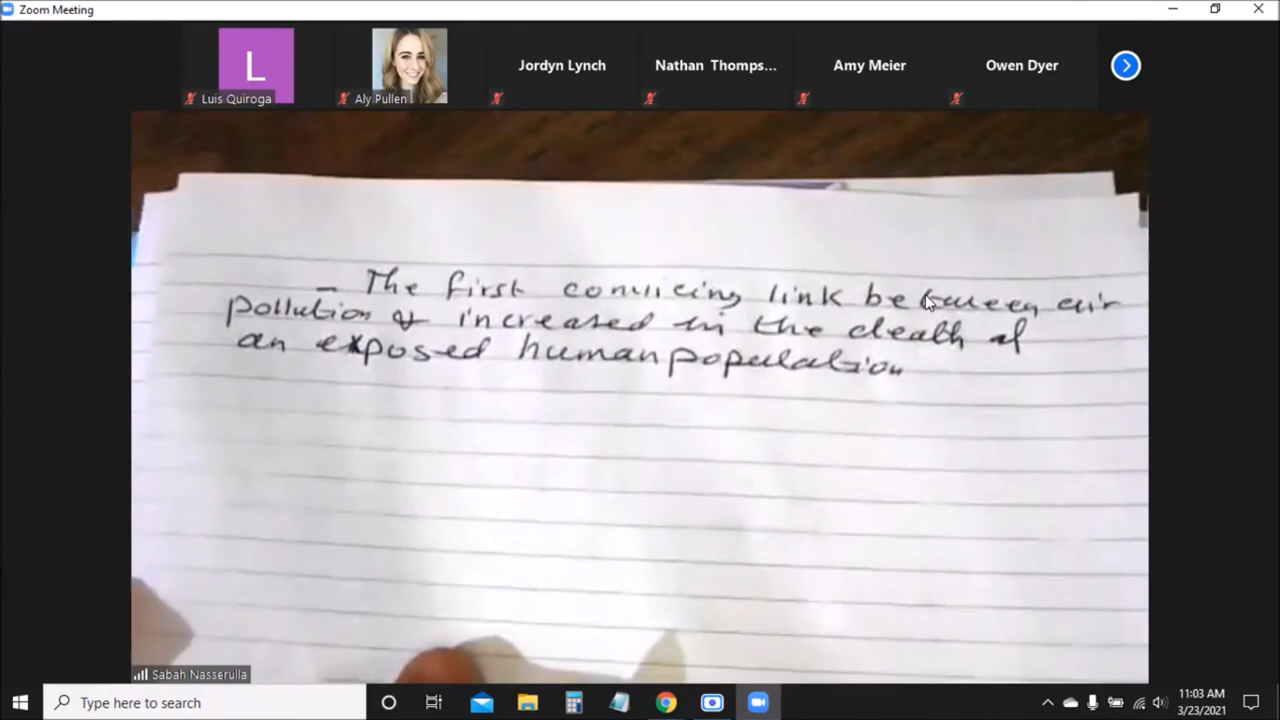 Zoom Meeting
L
Luis Quiroga
Aly Pullen
Jordyn Lynch
Nathan Thomps...
Amy Meier
Owen Dyer
- The first convicing link between air
pollution & increased in the death of
an exposed human population
Sabah Nasserulla
Type here to search
11:03 AM
3/23/2021